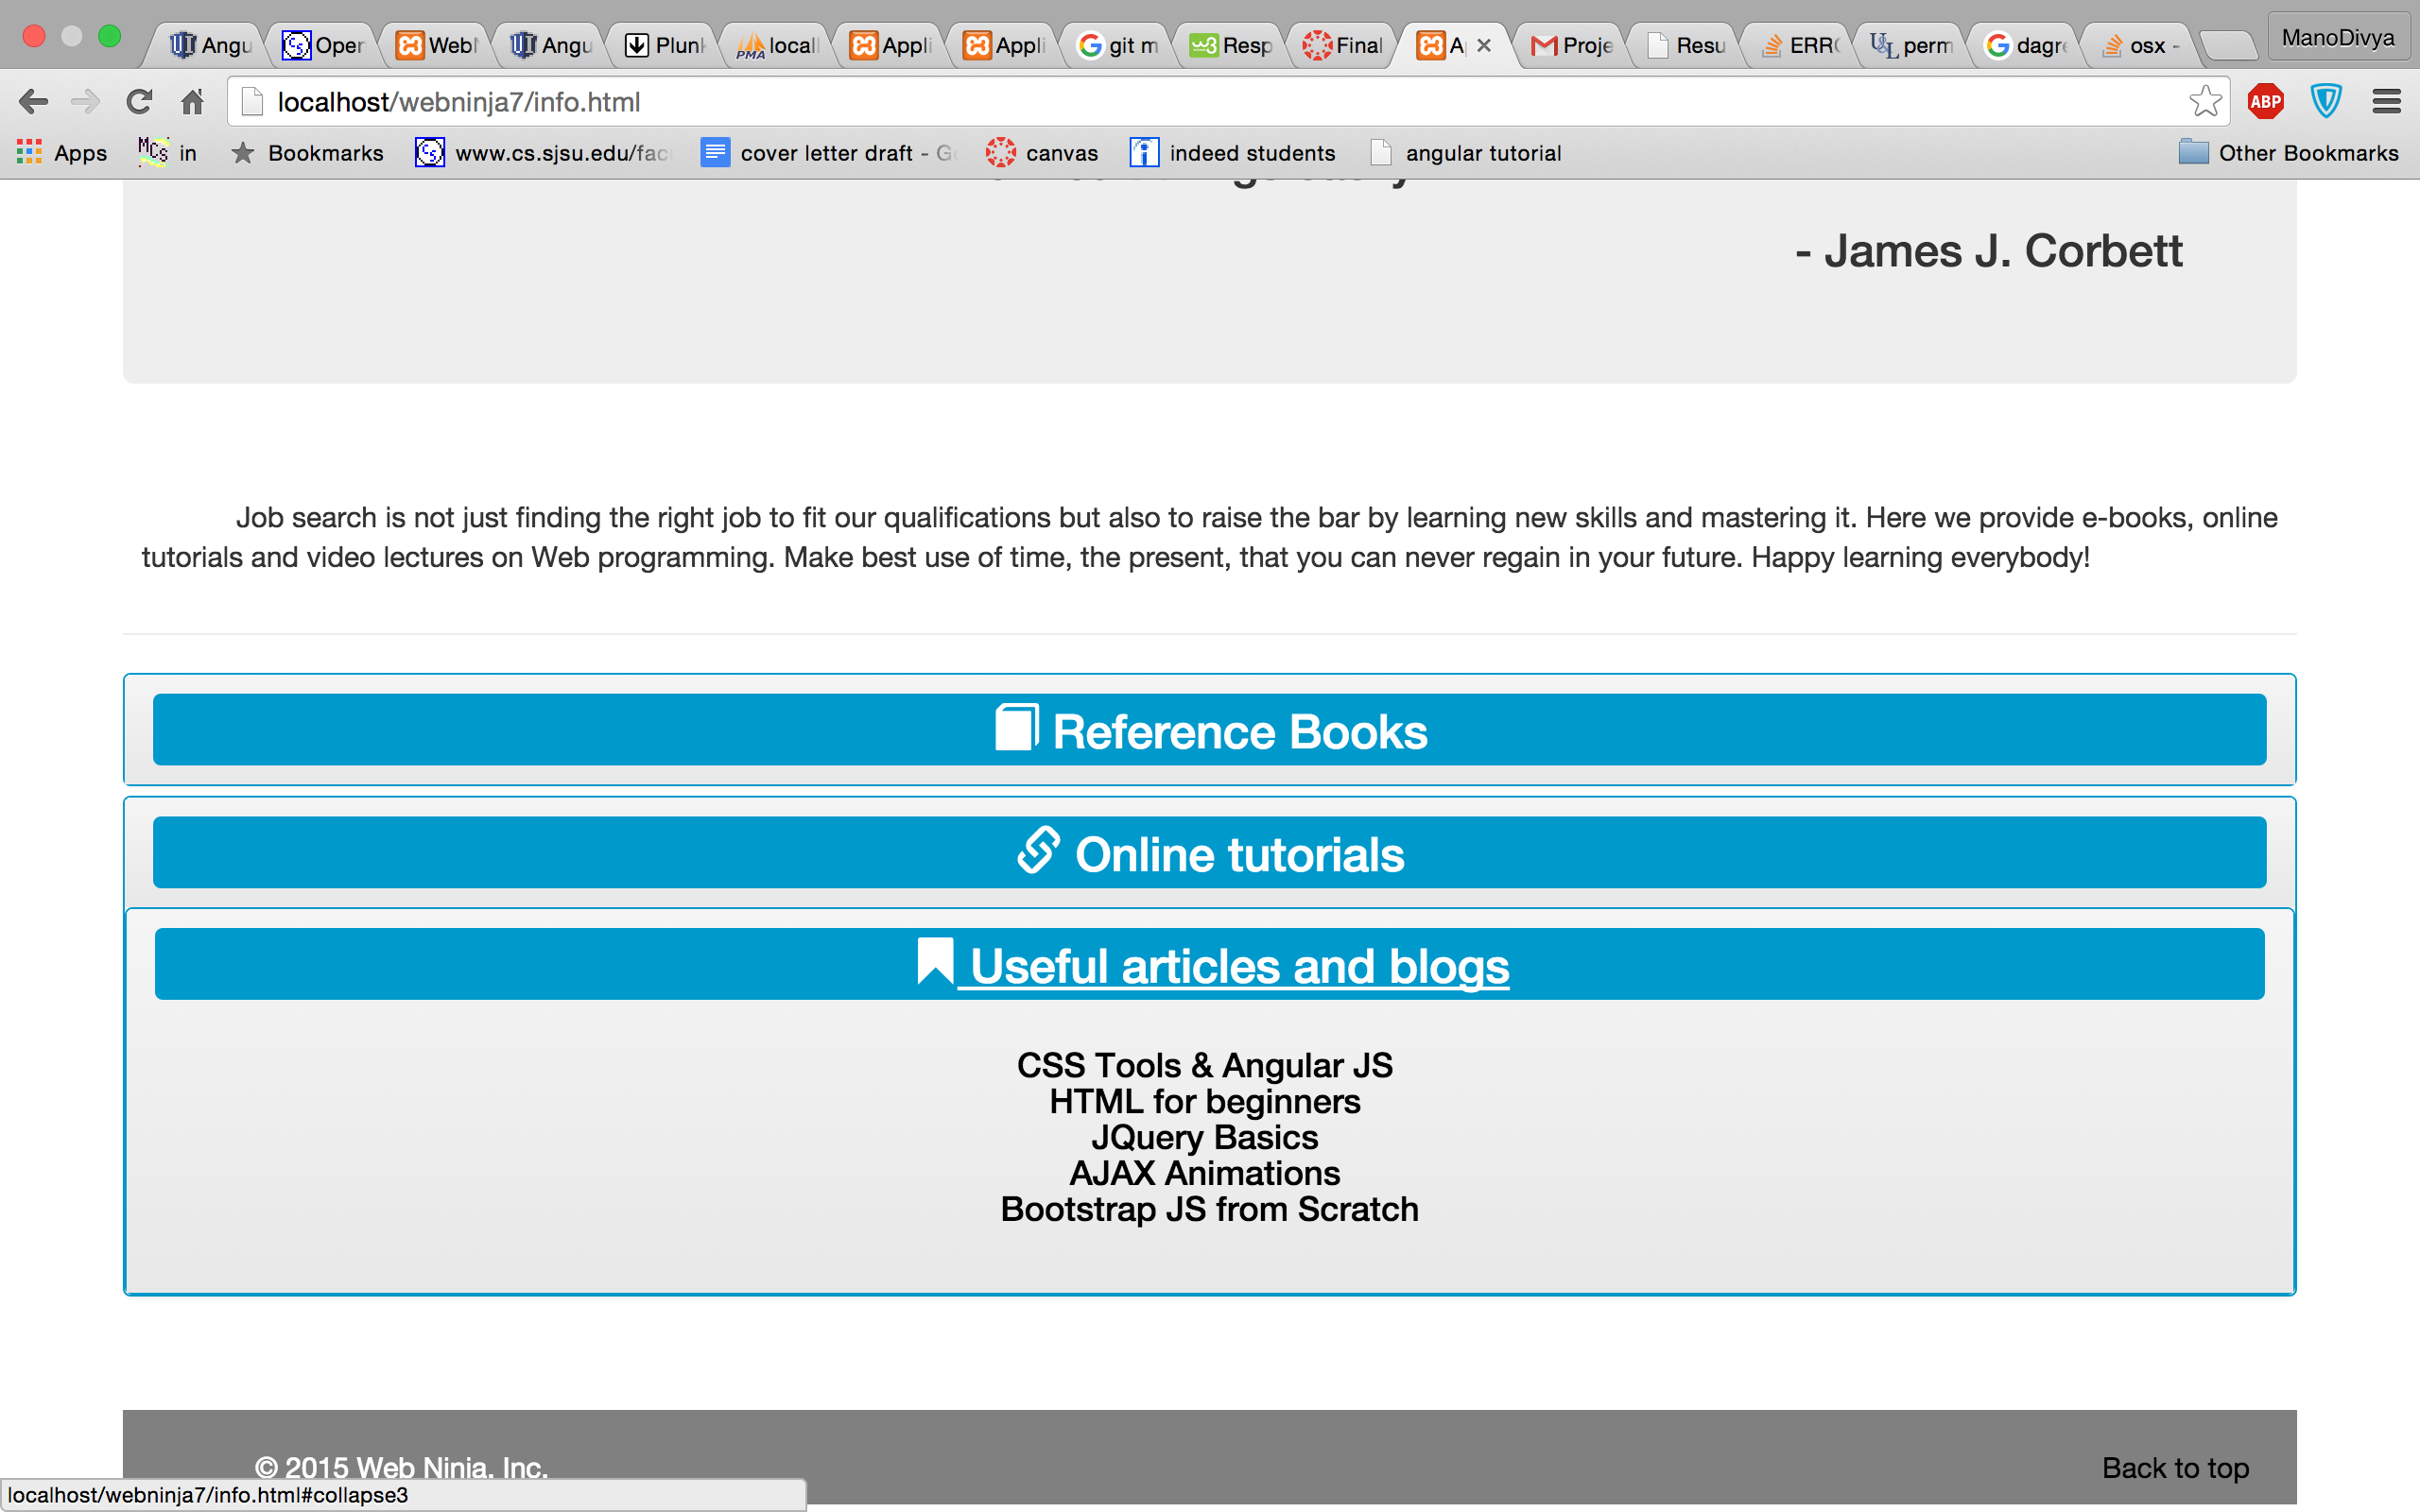 Angu Oper WebN Angu Plunk locall Appli Appli git m Resp Final A Proje Resu ERRO perm dagre osx - ManoDivya
localhost/webninja7/info.html ABP
Apps in Bookmarks www.cs.sjsu.edu/fac cover letter draft - Go canvas indeed students angular tutorial Other Bookmarks
- James J. Corbett
Job search is not just finding the right job to fit our qualifications but also to raise the bar by learning new skills and mastering it. Here we provide e-books, online
tutorials and video lectures on Web programming. Make best use of time, the present, that you can never regain in your future. Happy learning everybody!
Reference Books
Online tutorials
Useful articles and blogs
CSS Tools & Angular JS
HTML for beginners
JQuery Basics
AJAX Animations
Bootstrap JS from Scratch
© 2015 Web Ninja, Inc. Back to top
localhost/webninja7/info.html#collapse3